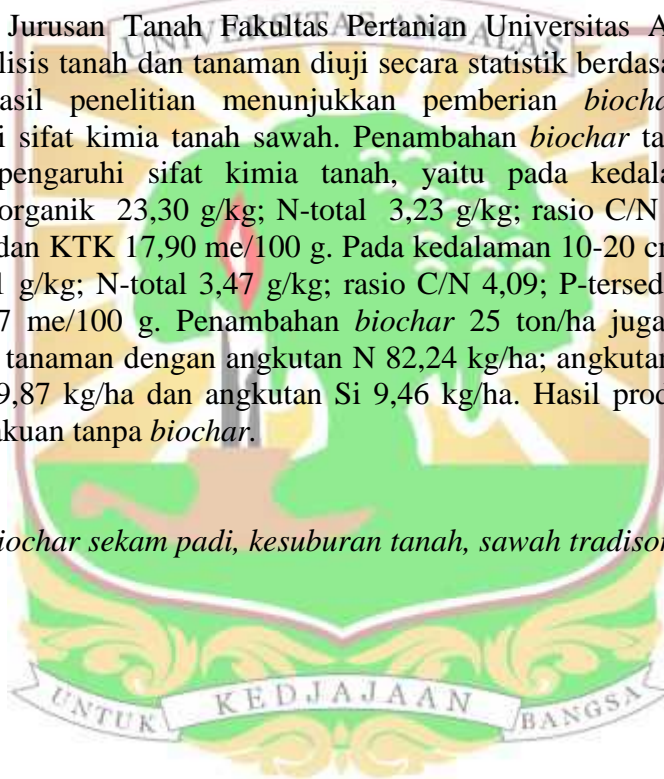 Jurusan Tanah Fakultas Pertanian Universitas A
UNIVERSITAS ANDALAS
lisis tanah dan tanaman diuji secara statistik berdasa
asil penelitian menunjukkan pemberian biocha
i sifat kimia tanah sawah. Penambahan biochar ta
pengaruhi sifat kimia tanah, yaitu pada kedala
organik 23,30 g/kg; N-total 3,23 g/kg; rasio C/N
dan KTK 17,90 me/100 g. Pada kedalaman 10-20 cm
1 g/kg; N-total 3,47 g/kg; rasio C/N 4,09; P-tersed
7 me/100 g. Penambahan biochar 25 ton/ha juga
tanaman dengan angkutan N 82,24 kg/ha; angkutan
9,87 kg/ha dan angkutan Si 9,46 kg/ha. Hasil prod
akuan tanpa biochar.
iochar sekam padi, kesuburan tanah, sawah tradison
UNTUK KEDJAJAAN BANGSA